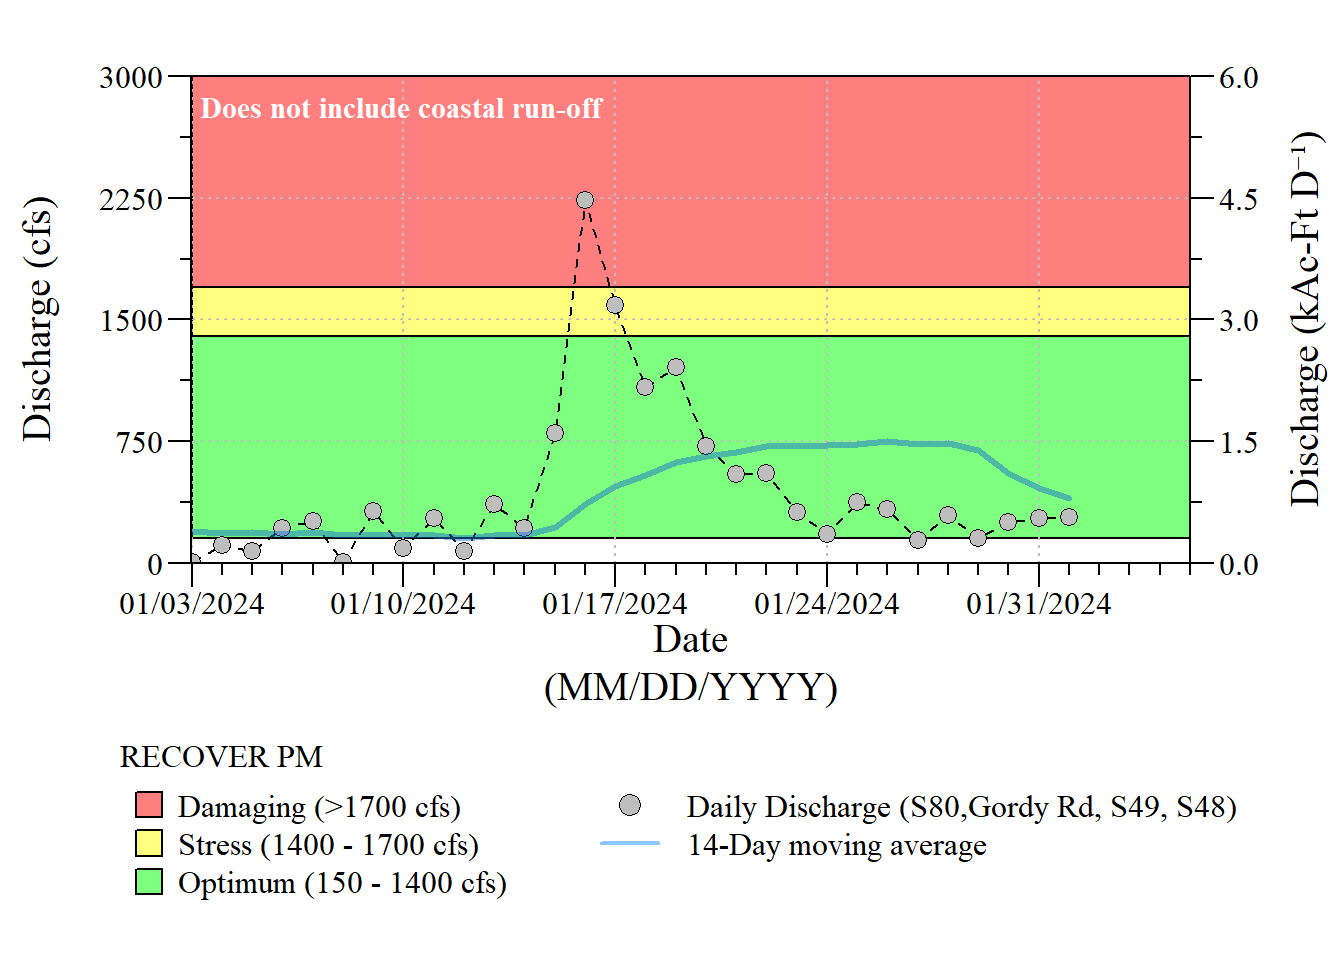 Does not include coastal run-off
3000
2250
1500
750
0
Discharge (cfs)
6.0
4.5
3.0
1.5
0.0
Discharge (kAc-Ft D⁻¹)
01/03/2024
01/10/2024
01/17/2024
01/24/2024
01/31/2024
Date
(MM/DD/YYYY)
RECOVER PM
Damaging (>1700 cfs)
Stress (1400 - 1700 cfs)
Optimum (150 - 1400 cfs)
Daily Discharge (S80,Gordy Rd, S49, S48)
14-Day moving average